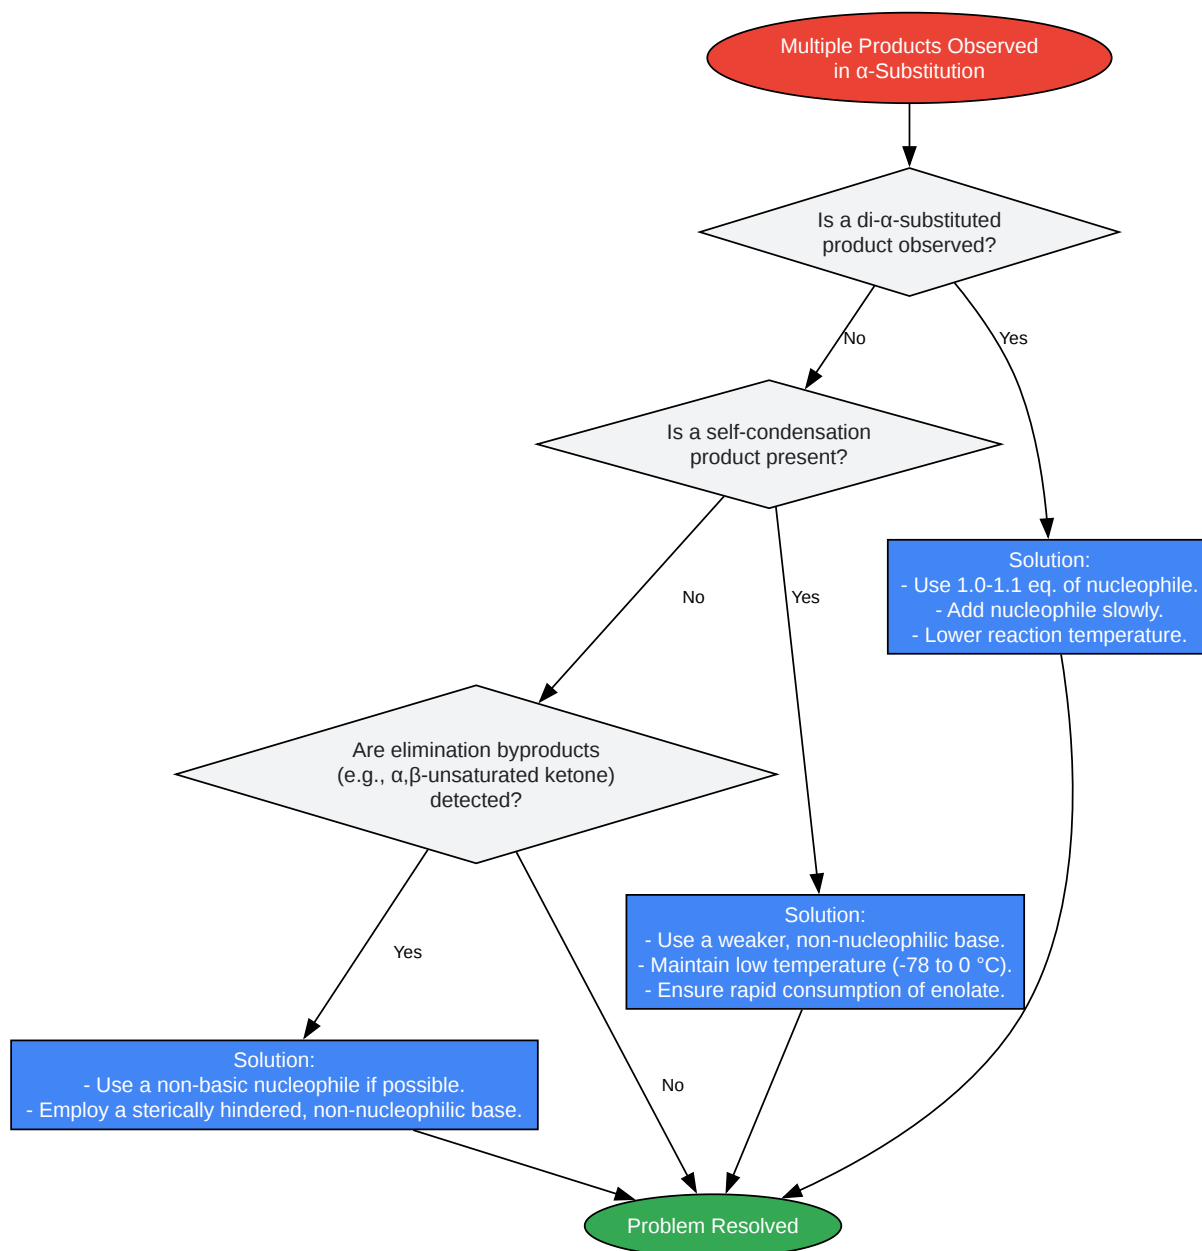 Multiple Products Observed
in α-Substitution
Is a di-α-substituted
product observed?
No
Yes
Is a self-condensation
product present?
Solution:
- Use 1.0-1.1 eq. of nucleophile.
- Add nucleophile slowly.
- Lower reaction temperature.
No
Yes
Are elimination byproducts
(e.g., α,β-unsaturated ketone)
detected?
Solution:
- Use a weaker, non-nucleophilic base.
- Maintain low temperature (-78 to 0 °C).
- Ensure rapid consumption of enolate.
Yes
No
Solution:
- Use a non-basic nucleophile if possible.
- Employ a sterically hindered, non-nucleophilic base.
Problem Resolved